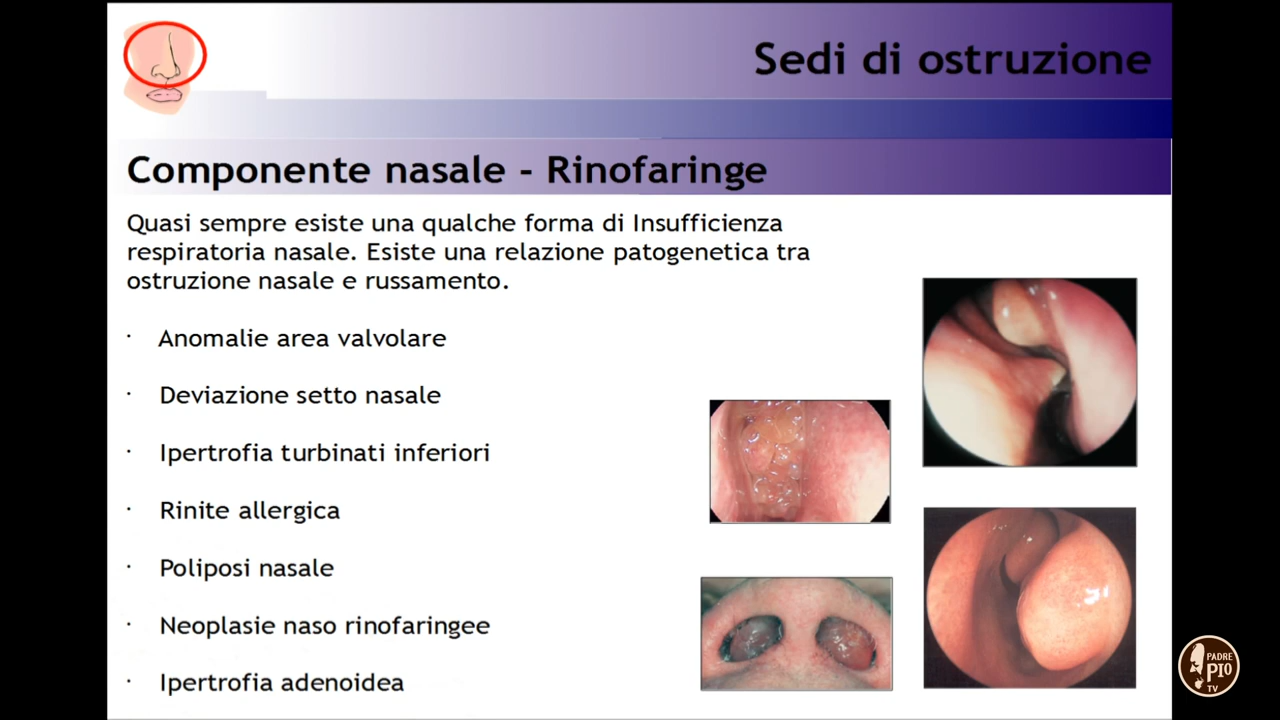 Sedi di ostruzione
Componente nasale - Rinofaringe
Quasi sempre esiste una qualche forma di Insufficienza
respiratoria nasale. Esiste una relazione patogenetica tra
ostruzione nasale e russamento.
· Anomalie area valvolare
· Deviazione setto nasale
· Ipertrofia turbinati inferiori
· Rinite allergica
· Poliposi nasale
· Neoplasie naso rinofaringee
· Ipertrofia adenoidea
PADRE
PIO
TV